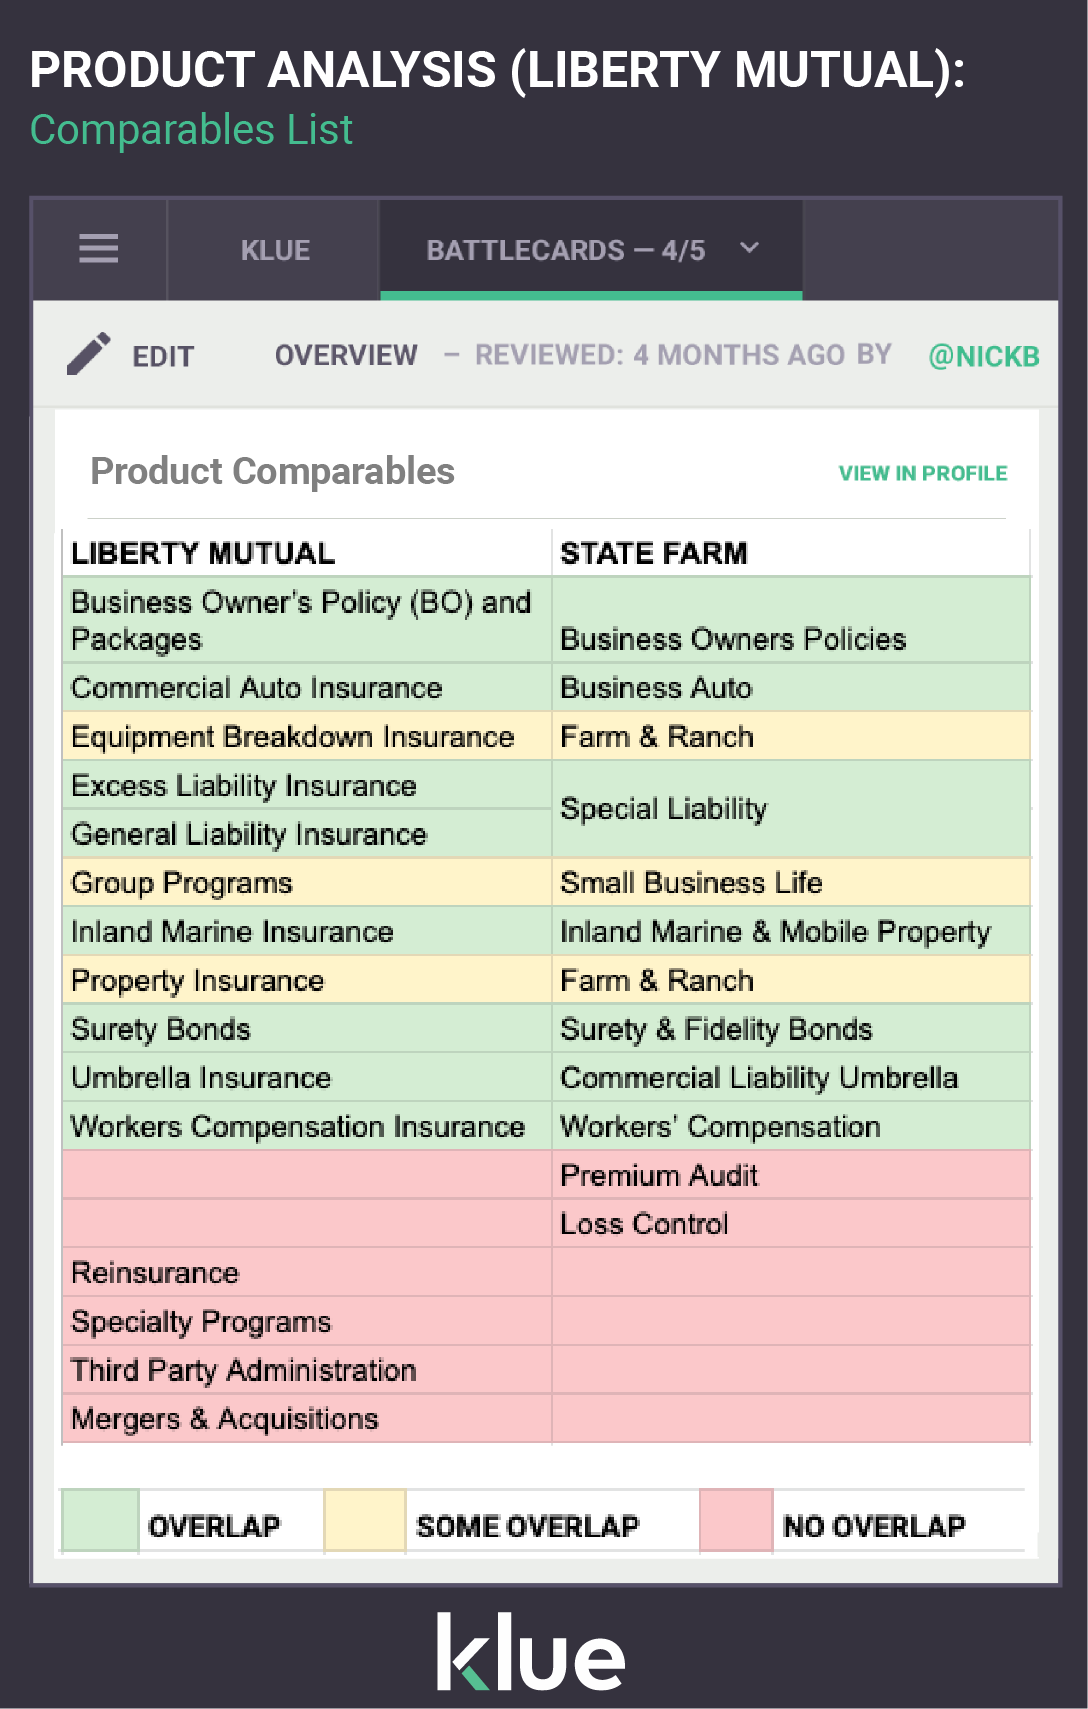 PRODUCT ANALYSIS (LIBERTY MUTUAL):
Comparables List
KLUE
BATTLECARDS — 4/5
EDIT
OVERVIEW – REVIEWED: 4 MONTHS AGO BY @NICKB
Product Comparables
VIEW IN PROFILE
LIBERTY MUTUAL STATE FARM
Business Owner's Policy (BO) and
Packages Business Owners Policies
Commercial Auto Insurance Business Auto
Equipment Breakdown Insurance Farm & Ranch
Excess Liability Insurance
Special Liability
General Liability Insurance
Group Programs Small Business Life
Inland Marine Insurance Inland Marine & Mobile Property
Property Insurance Farm & Ranch
Surety Bonds Surety & Fidelity Bonds
Umbrella Insurance Commercial Liability Umbrella
Workers Compensation Insurance Workers' Compensation
Premium Audit
Loss Control
Reinsurance
Specialty Programs
Third Party Administration
Mergers & Acquisitions
OVERLAP SOME OVERLAP NO OVERLAP
klue